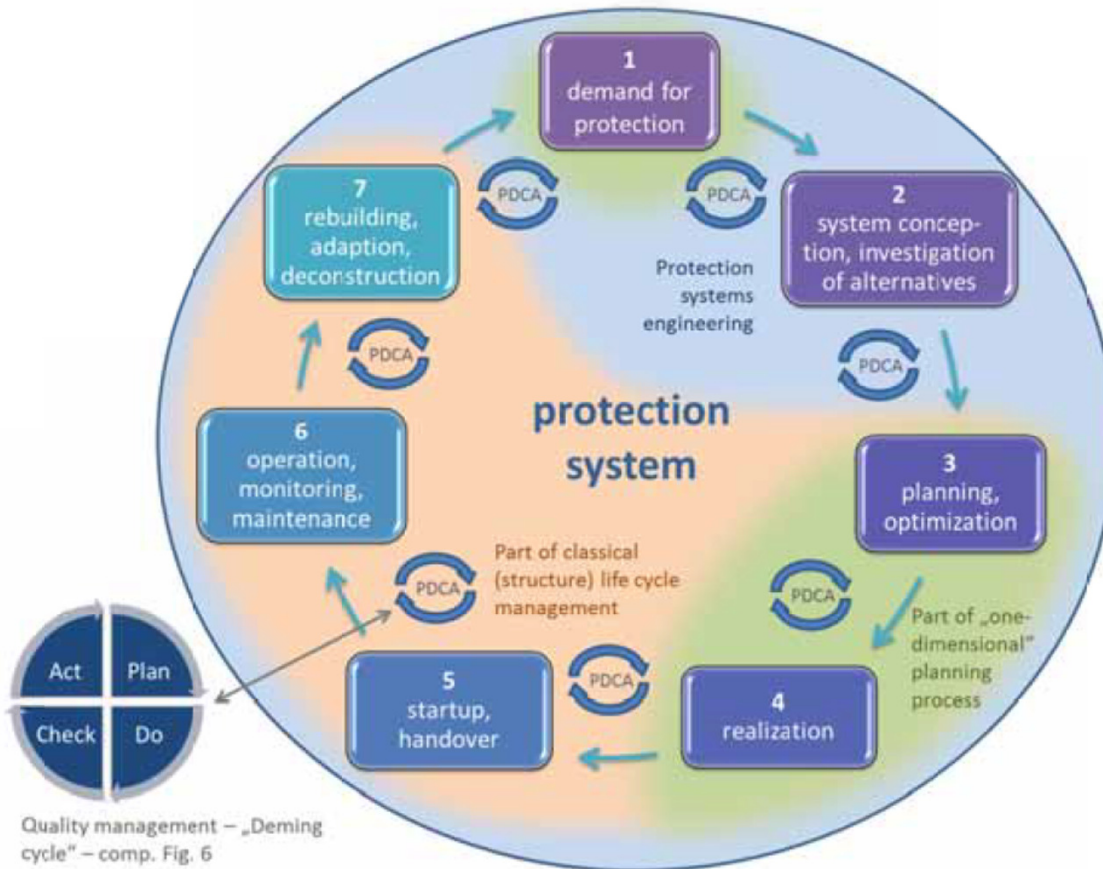 1
demand for
protection
PDCA
PDCA
7
rebuilding,
adaption,
deconstruction
2
system concep-
tion, investigation
of alternatives
Protection
systems
engineering
PDCA
PDCA
protection
system
6
operation,
monitoring,
maintenance
3
planning,
optimization
Part of classical
(structure) life cycle
management
PDCA
PDCA
Part of „one-
dimensional"
planning
process
5
startup,
handover
PDCA
4
realization
Act
Plan
Check
Do
Quality management – „Deming
cycle" – comp. Fig. 6